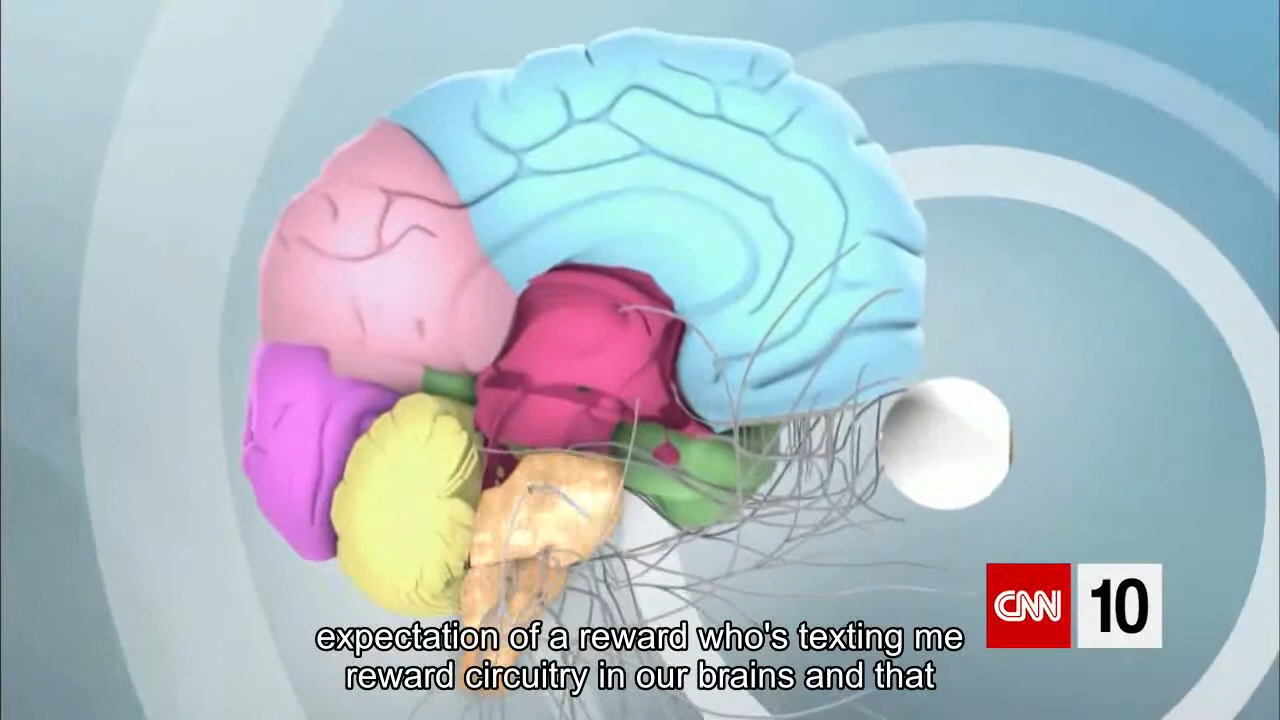 CNN 10
expectation of a reward who's texting me
reward circuitry in our brains and that